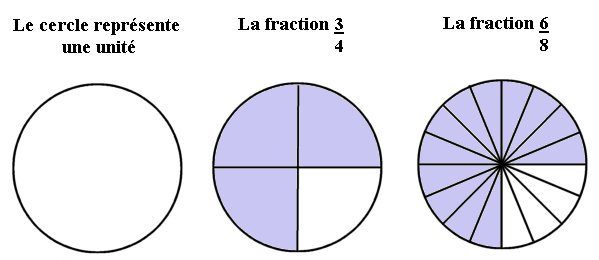 Le cercle représente
une unité
La fraction 3
4
La fraction 6
8